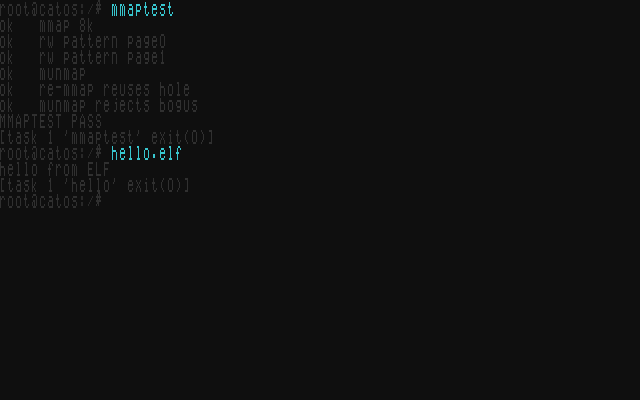 root@catos:/# mmaptest
ok   mmap 8k
ok   rw pattern page0
ok   rw pattern page1
ok   munmap
ok   re-mmap reuses hole
ok   munmap rejects bogus
MMAPTEST PASS
[task 1 'mmaptest' exit(0)]
root@catos:/# hello.elf
hello from ELF
[task 1 'hello' exit(0)]
root@catos:/#